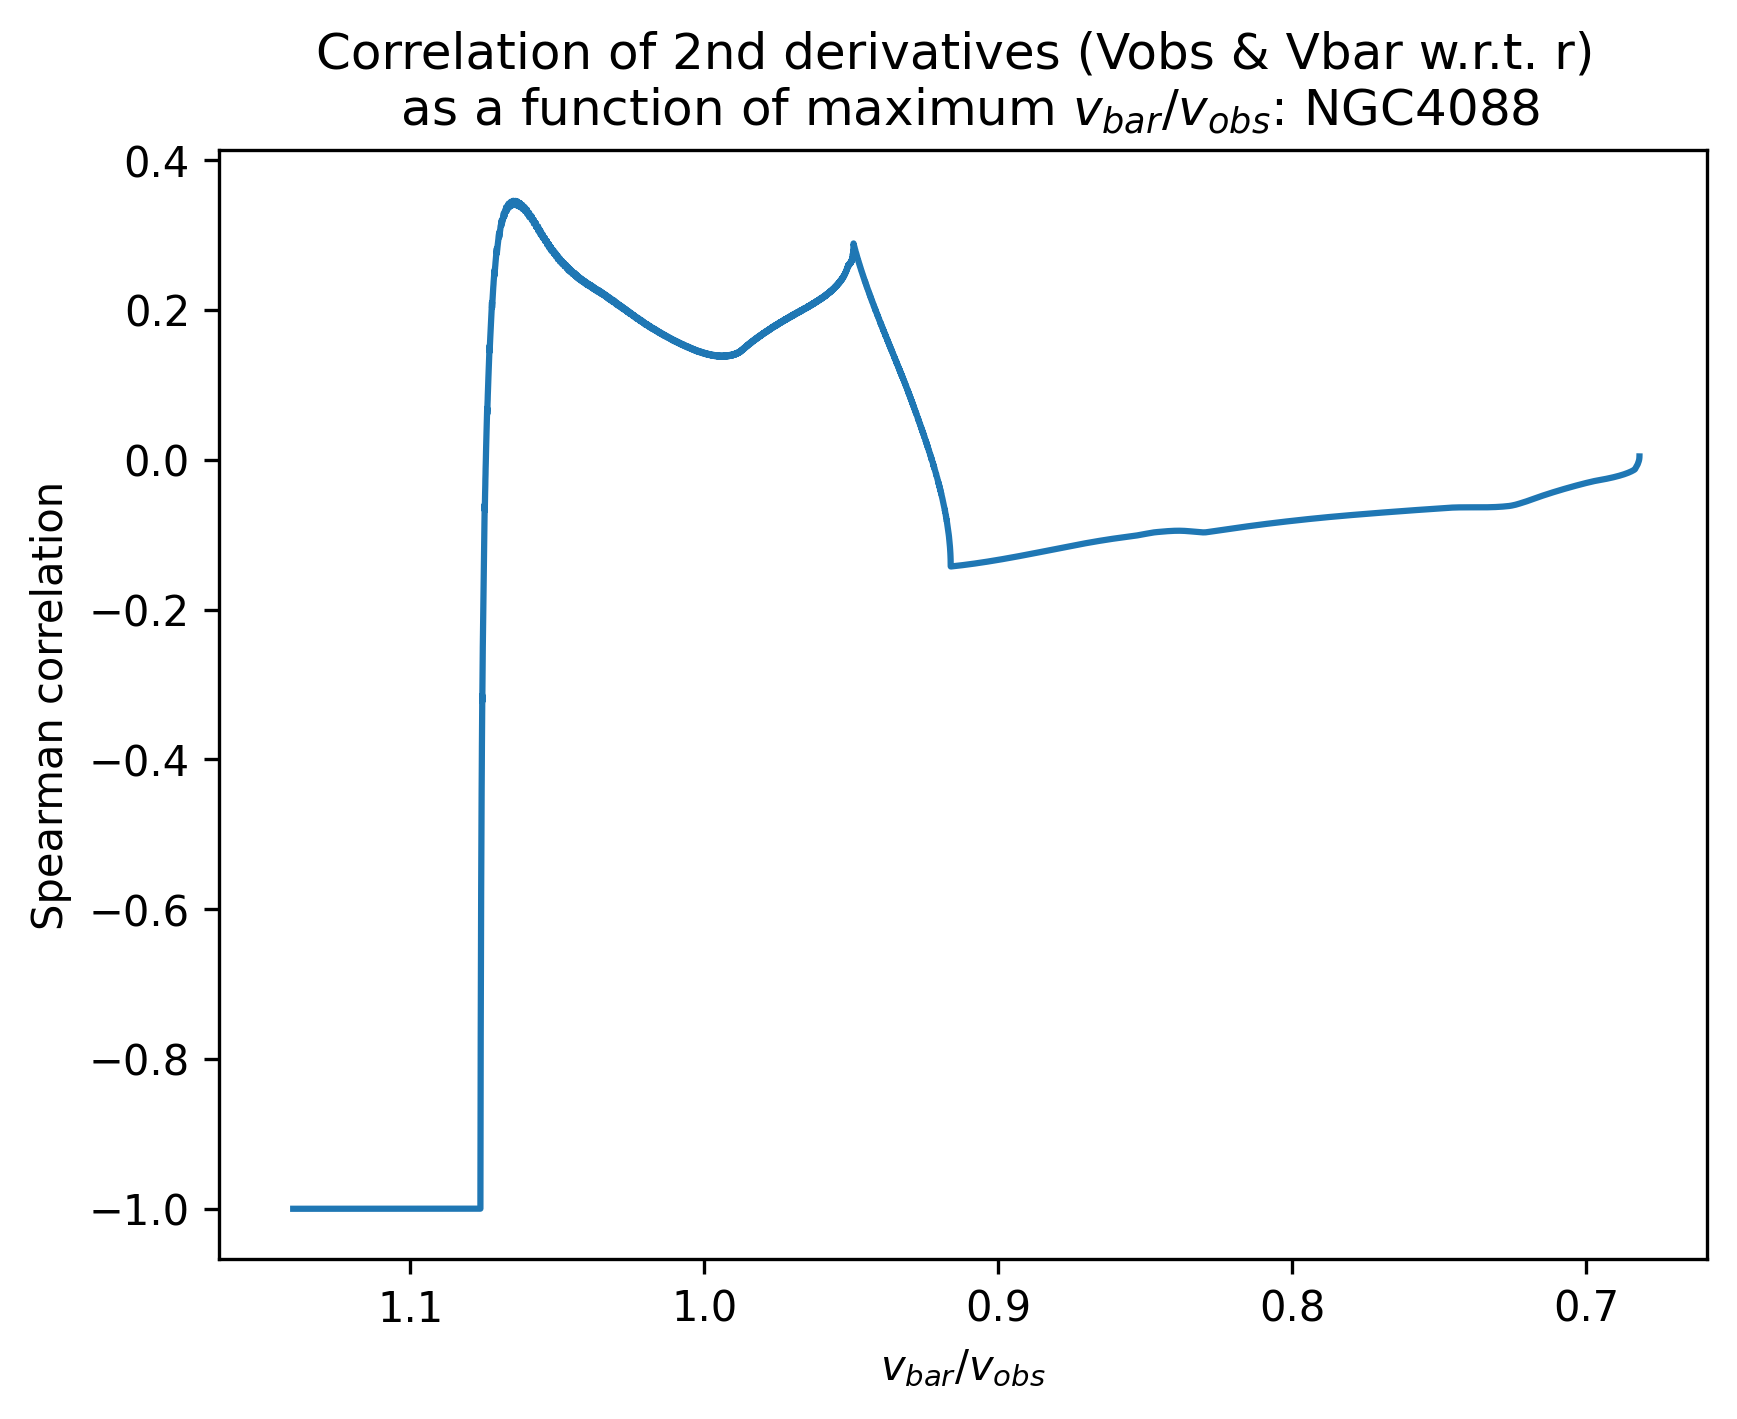 Correlation of 2nd derivatives (Vobs & Vbar w.r.t. r)
as a function of maximum v_bar/v_obs: NGC4088
0.4
0.2
0.0
−0.2
−0.4
−0.6
−0.8
−1.0
Spearman correlation
1.1 1.0 0.9 0.8 0.7
v_bar/v_obs